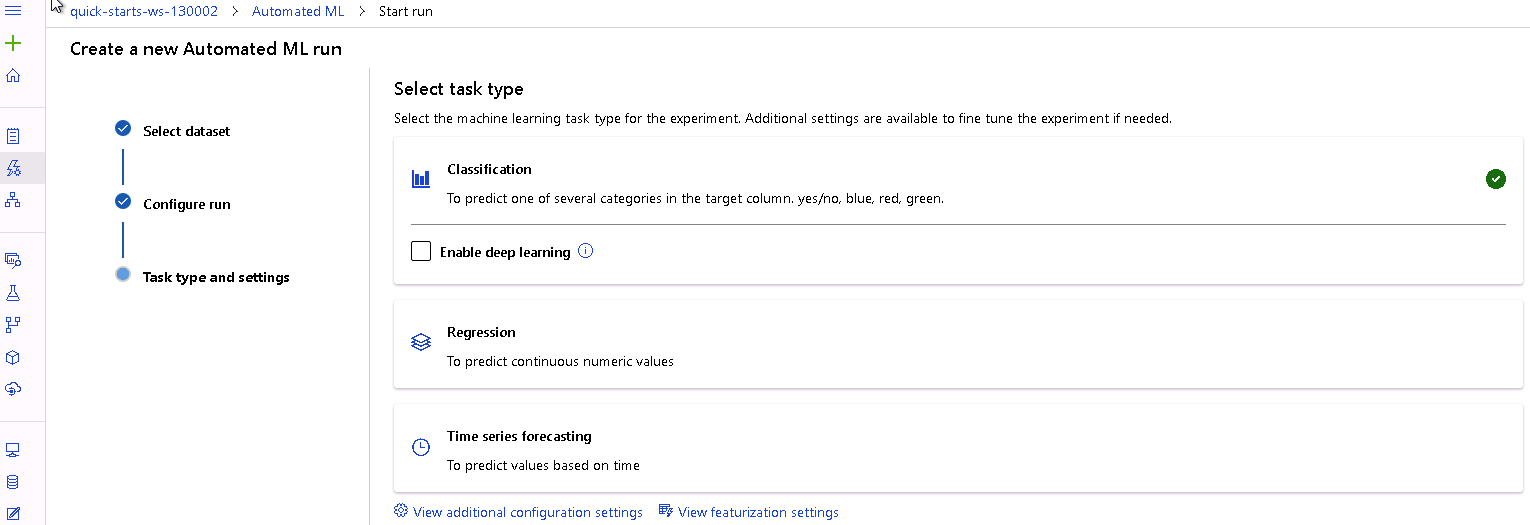 quick-starts-ws-130002 > Automated ML > Start run
Create a new Automated ML run
Select dataset
Configure run
Task type and settings
Select task type
Select the machine learning task type for the experiment. Additional settings are available to fine tune the experiment if needed.
Classification
To predict one of several categories in the target column. yes/no, blue, red, green.
Enable deep learning
Regression
To predict continuous numeric values
Time series forecasting
To predict values based on time
View additional configuration settings View featurization settings